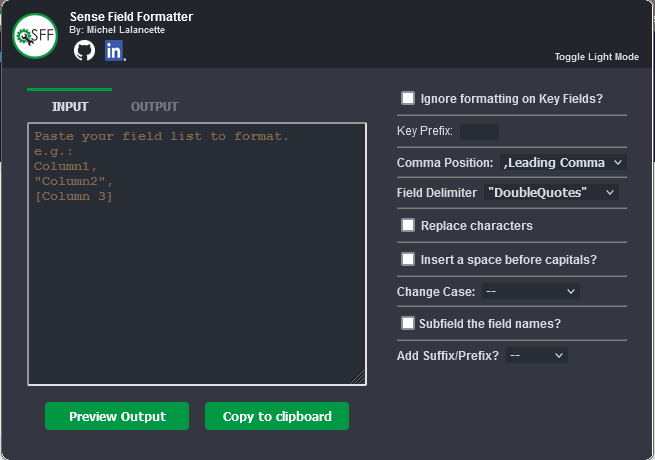 SFF
Sense Field Formatter
By: Michel Lalancette
in
Toggle Light Mode
INPUT
OUTPUT
Paste your field list to format.
e.g.:
Column1,
"Column2",
[Column 3]
Preview Output
Copy to clipboard
Ignore formatting on Key Fields?
Key Prefix:
Comma Position: ,Leading Comma
Field Delimiter "DoubleQuotes"
Replace characters
Insert a space before capitals?
Change Case: --
Subfield the field names?
Add Suffix/Prefix? --